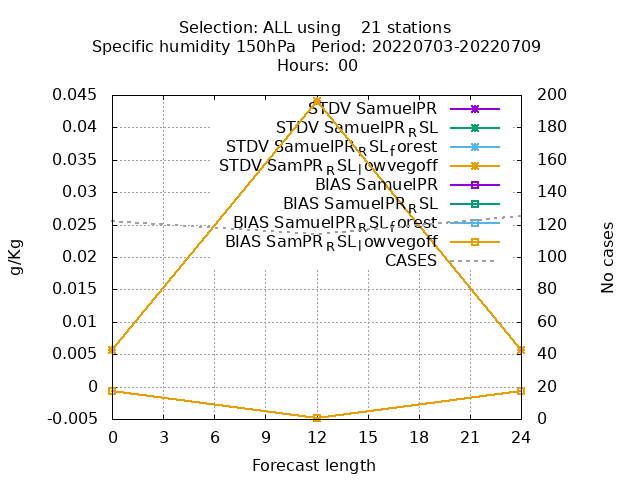 Selection: ALL using    21 stations
Specific humidity 150hPa   Period: 20220703-20220709
Hours: 00
0.045
0.04
0.035
0.03
0.025
0.02
0.015
0.01
0.005
0
-0.005
200
180
160
140
120
100
80
60
40
20
0
STDV SamuelPR
STDV SamuelPR_RSL
STDV SamuelPR_RSL_forest
STDV SamPR_RSL_lowvegoff
BIAS SamuelPR
BIAS SamuelPR_RSL
BIAS SamuelPR_RSL_forest
BIAS SamPR_RSL_lowvegoff
CASES
g/Kg
No cases
0 3 6 9 12 15 18 21 24
Forecast length